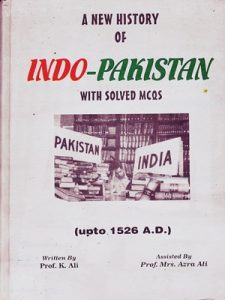 A NEW HISTORY
OF
INDO-PAKISTAN
WITH SOLVED MCQS
PAKISTAN
INDIA
(upto 1526 A.D.)
Written By
Prof. K. Ali
Assisted By
Prof. Mrs. Azra Ali